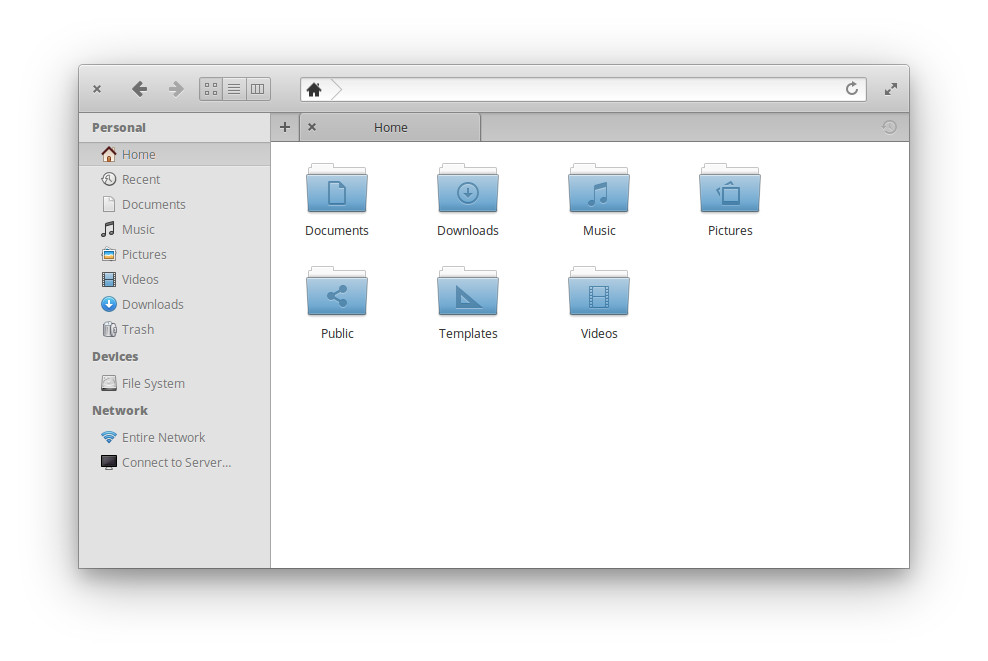 Personal
Home
Home
Recent
Documents
Music
Pictures
Videos
Downloads
Trash
Devices
File System
Network
Entire Network
Connect to Server...
Documents
Downloads
Music
Pictures
Public
Templates
Videos